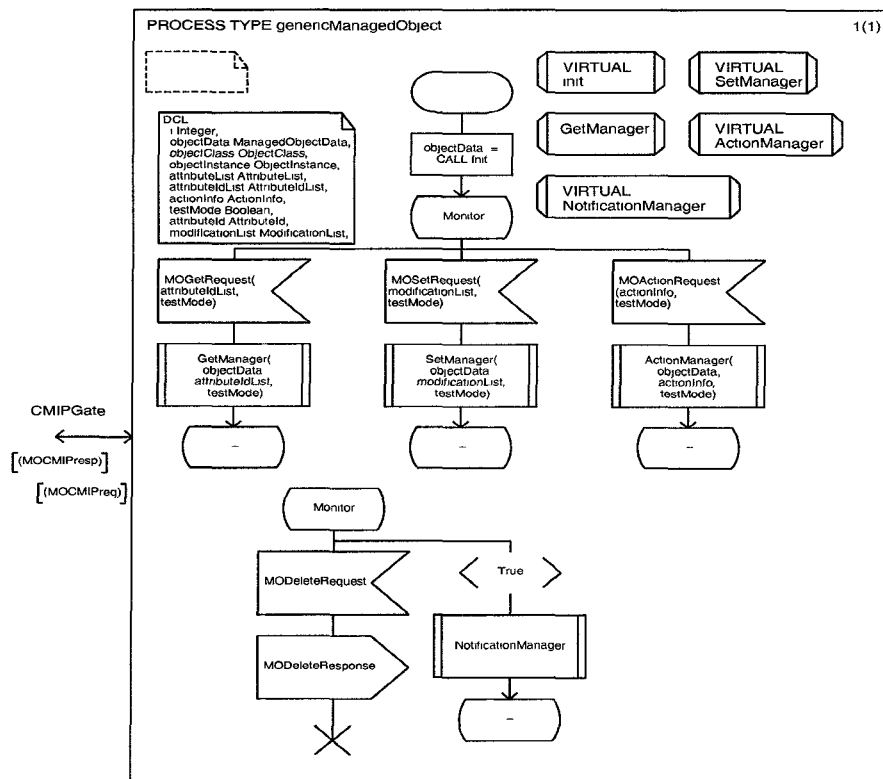 PROCESS TYPE genericManagedObject
1(1)
VIRTUAL
Init
VIRTUAL
SetManager
GetManager
VIRTUAL
ActionManager
VIRTUAL
NotificationManager
DCL
i Integer,
objectData ManagedObjectData,
objectClass ObjectClass,
objectInstance ObjectInstance,
attributeList AttributeList,
attributeIdList AttributeIdList,
actionInfo ActionInfo,
testMode Boolean,
attributeId AttributeId,
modificationList ModificationList,
objectData =
CALL Init
Monitor
MOGetRequest(
attributeIdList,
testMode)
MOSetRequest(
modificationList,
testMode)
MOActionRequest
(actionInfo,
testMode)
GetManager(
objectData
attributeIdList,
testMode)
SetManager(
objectData
modificationList,
testMode)
ActionManager(
objectData,
actionInfo,
testMode)
–
–
–
CMIPGate
[(MOCMIPresp)]
[(MOCMIPreq)]
Monitor
MODeleteRequest
True
MODeleteResponse
NotificationManager
–